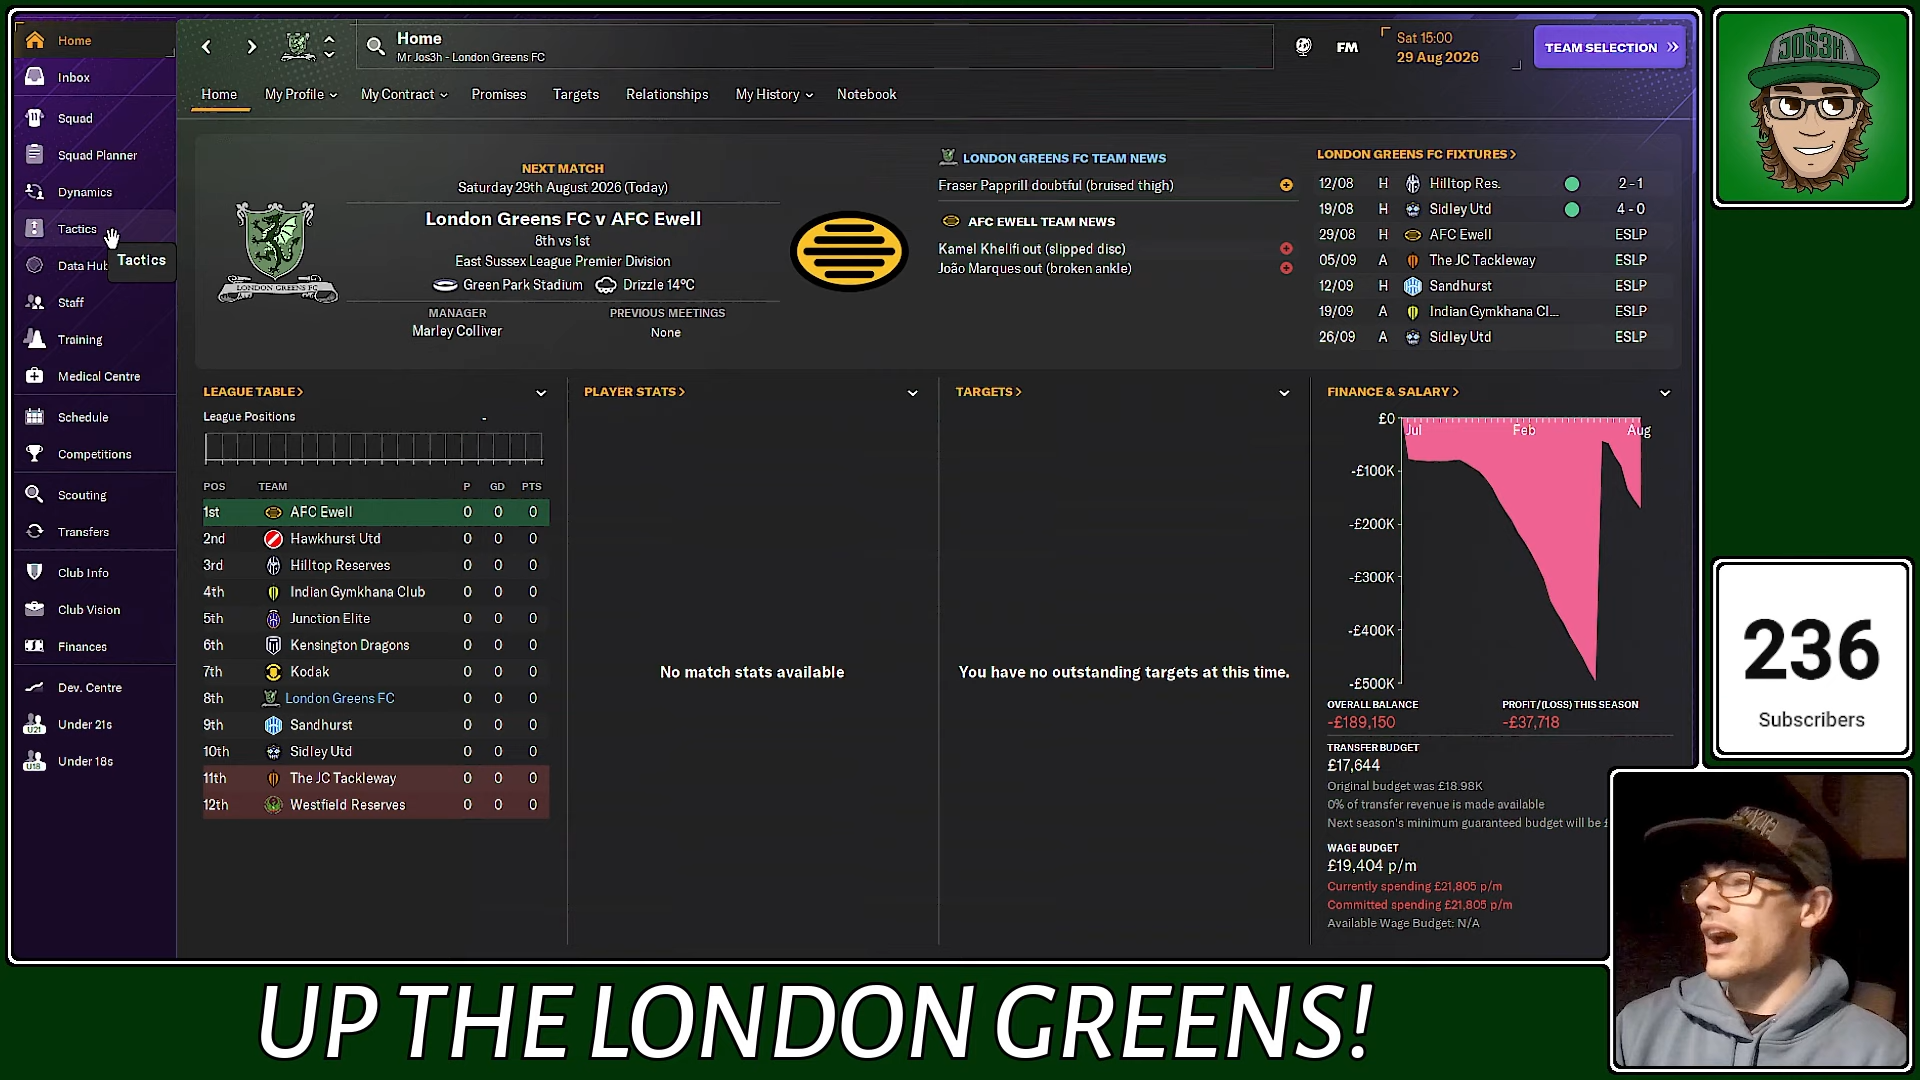 Home
Inbox
Squad
Squad Planner
Dynamics
Tactics
Tactics
Data Hub
Staff
Training
Medical Centre
Schedule
Competitions
Scouting
Transfers
Club Info
Club Vision
Finances
Dev. Centre
U21
Under 21s
U18
Under 18s
Home
Mr Jos3h - London Greens FC
FM
Sat 15:00
29 Aug 2026
TEAM SELECTION
Home
My Profile
My Contract
Promises
Targets
Relationships
My History
Notebook
NEXT MATCH
Saturday 29th August 2026 (Today)
London Greens FC v AFC Ewell
8th vs 1st
East Sussex League Premier Division
Green Park Stadium
Drizzle 14°C
MANAGER
Marley Colliver
PREVIOUS MEETINGS
None
LONDON GREENS FC
LONDON GREENS FC TEAM NEWS
Fraser Papprill doubtful (bruised thigh)
AFC EWELL TEAM NEWS
Kamel Khelifi out (slipped disc)
João Marques out (broken ankle)
LONDON GREENS FC FIXTURES >
12/08 H Hilltop Res. 2 - 1
19/08 H Sidley Utd 4 - 0
29/08 H AFC Ewell ESLP
05/09 A The JC Tackleway ESLP
12/09 H Sandhurst ESLP
19/09 A Indian Gymkhana Cl... ESLP
26/09 A Sidley Utd ESLP
LEAGUE TABLE >
League Positions -
POS TEAM P GD PTS
1st AFC Ewell 0 0 0
2nd Hawkhurst Utd 0 0 0
3rd Hilltop Reserves 0 0 0
4th Indian Gymkhana Club 0 0 0
5th Junction Elite 0 0 0
6th Kensington Dragons 0 0 0
7th Kodak 0 0 0
8th London Greens FC 0 0 0
9th Sandhurst 0 0 0
10th Sidley Utd 0 0 0
11th The JC Tackleway 0 0 0
12th Westfield Reserves 0 0 0
PLAYER STATS >
No match stats available
TARGETS >
You have no outstanding targets at this time.
FINANCE & SALARY >
£0
-£100K
-£200K
-£300K
-£400K
-£500K
Jul Feb Aug
OVERALL BALANCE
-£189,150
PROFIT/(LOSS) THIS SEASON
-£37,718
TRANSFER BUDGET
£17,644
Original budget was £18.98K
0% of transfer revenue is made available
Next season's minimum guaranteed budget will be £
WAGE BUDGET
£19,404 p/m
Currently spending £21,805 p/m
Committed spending £21,805 p/m
Available Wage Budget: N/A
JO$3H
236
Subscribers
UP THE LONDON GREENS!